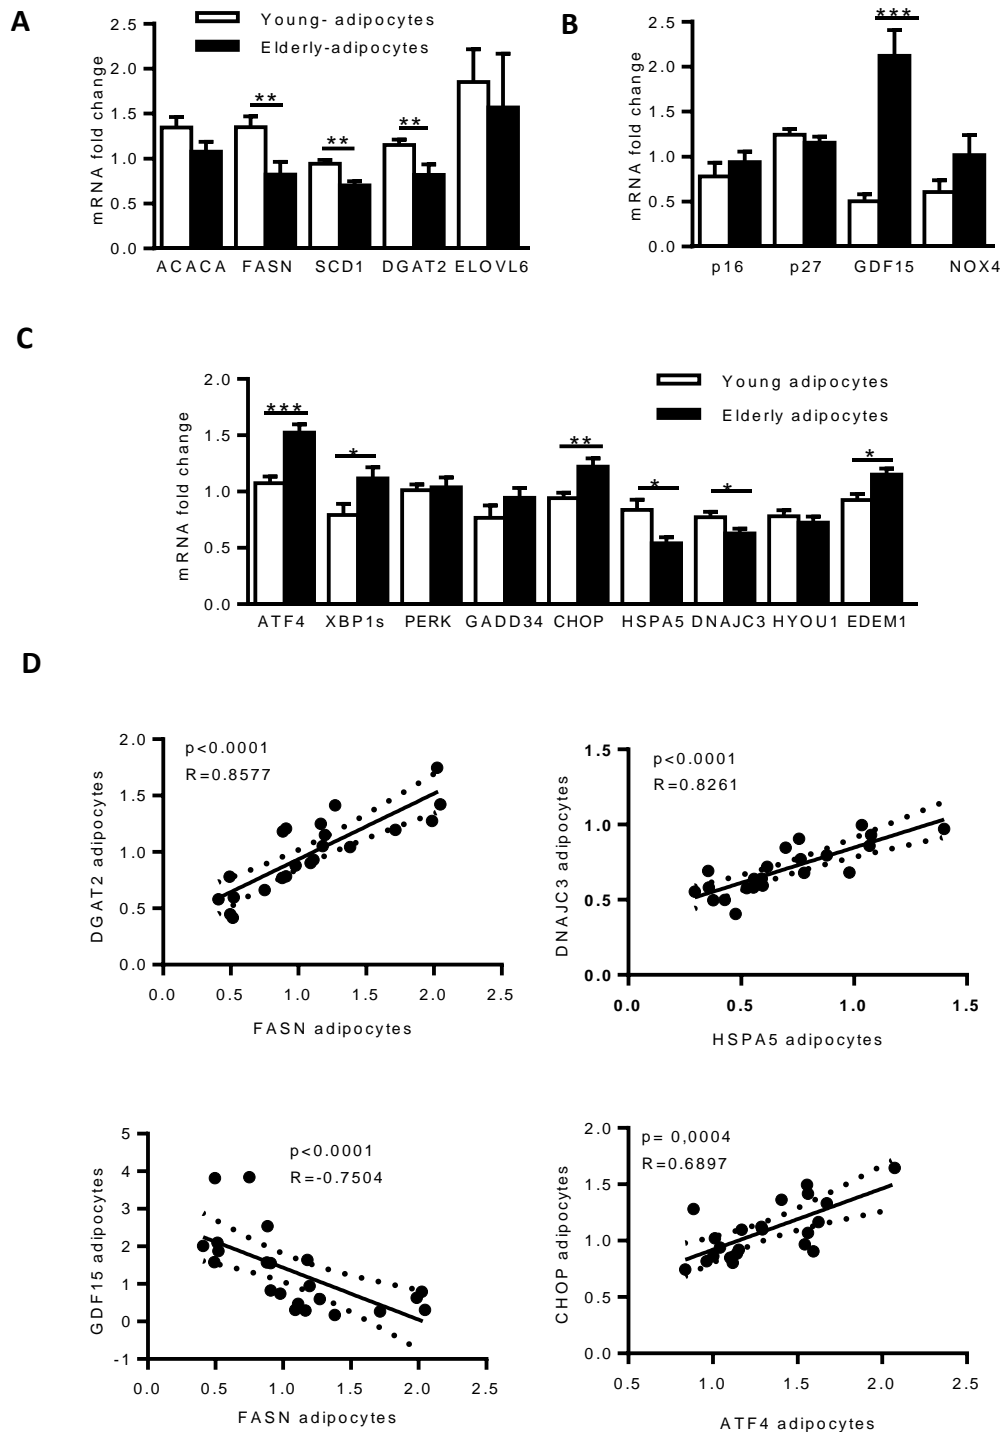 A
Young- adipocytes
Elderly-adipocytes
mRNA fold change
2.5
2.0
1.5
1.0
0.5
0.0
**
**
**
ACACA FASN SCD1 DGAT2 ELOVL6
B
mRNA fold change
2.5
2.0
1.5
1.0
0.5
0.0
***
p16 p27 GDF15 NOX4
C
Young adipocytes
Elderly adipocytes
mRNA fold change
2.0
1.5
1.0
0.5
0.0
***
*
**
*
*
*
ATF4 XBP1s PERK GADD34 CHOP HSPA5 DNAJC3 HYOU1 EDEM1
D
p<0.0001
R=0.8577
DGAT2 adipocytes
2.0
1.5
1.0
0.5
0.0
0.0 0.5 1.0 1.5 2.0 2.5
FASN adipocytes
p<0.0001
R=0.8261
DNAJC3 adipocytes
1.5
1.0
0.5
0.0
0.0 0.5 1.0 1.5
HSPA5 adipocytes
p<0.0001
R=-0.7504
GDF15 adipocytes
5
4
3
2
1
0
-1
0.0 0.5 1.0 1.5 2.0 2.5
FASN adipocytes
p= 0,0004
R=0.6897
CHOP adipocytes
2.0
1.5
1.0
0.5
0.0
0.5 1.0 1.5 2.0 2.5
ATF4 adipocytes